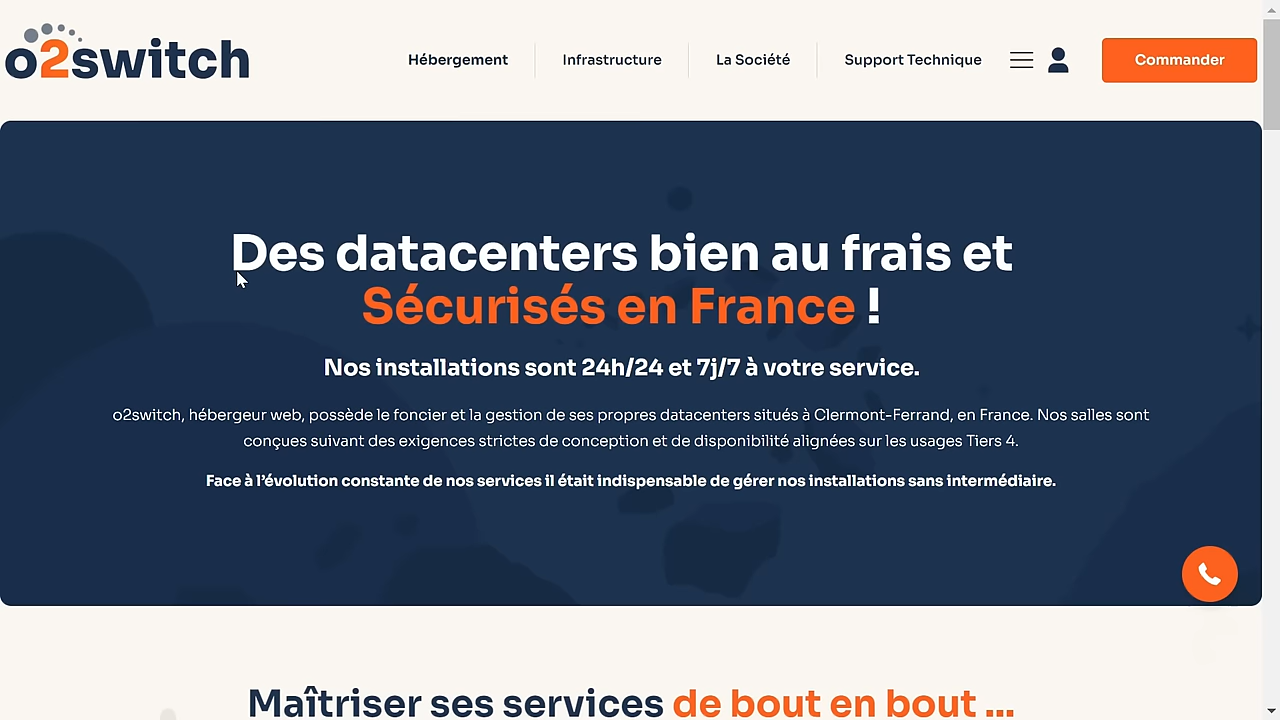 o2switch
Hébergement
Infrastructure
La Société
Support Technique
Commander
Des datacenters bien au frais et
Sécurisés en France !
Nos installations sont 24h/24 et 7j/7 à votre service.
o2switch, hébergeur web, possède le foncier et la gestion de ses propres datacenters situés à Clermont-Ferrand, en France. Nos salles sont
conçues suivant des exigences strictes de conception et de disponibilité alignées sur les usages Tiers 4.
Face à l’évolution constante de nos services il était indispensable de gérer nos installations sans intermédiaire.
Maîtriser ses services de bout en bout ...